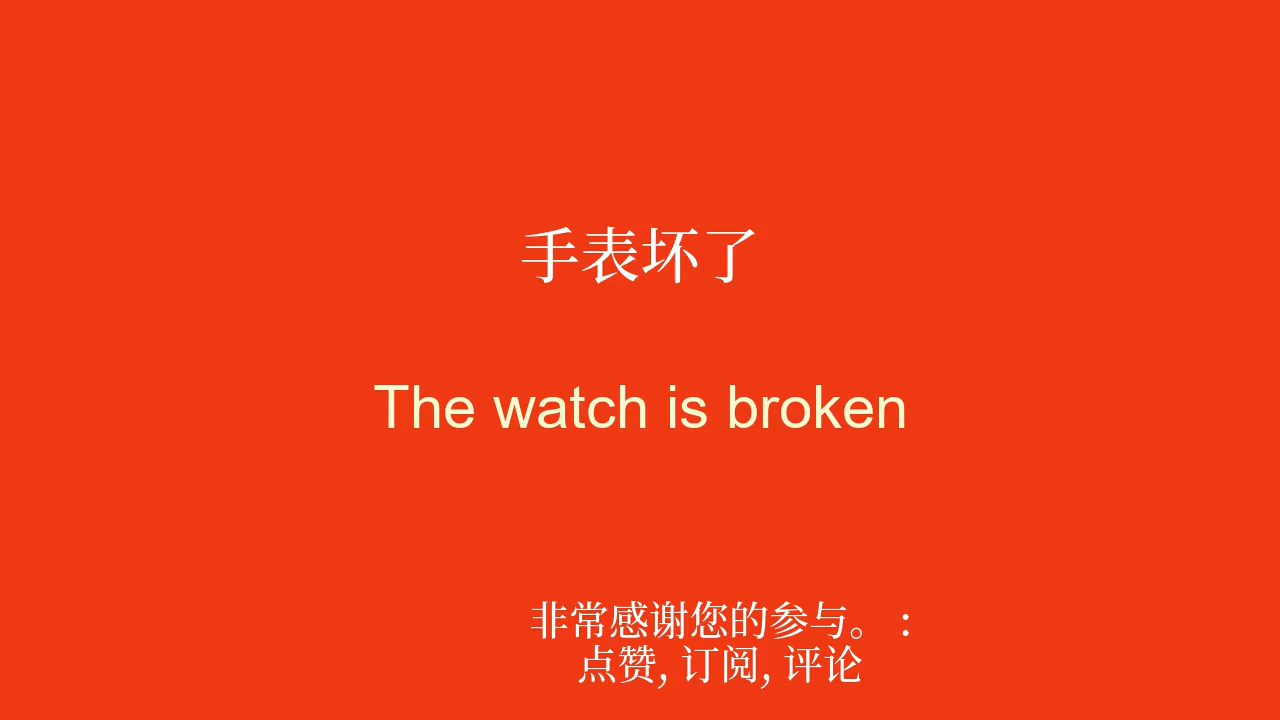 手表坏了
The watch is broken
非常感谢您的参与。 :
点赞, 订阅, 评论